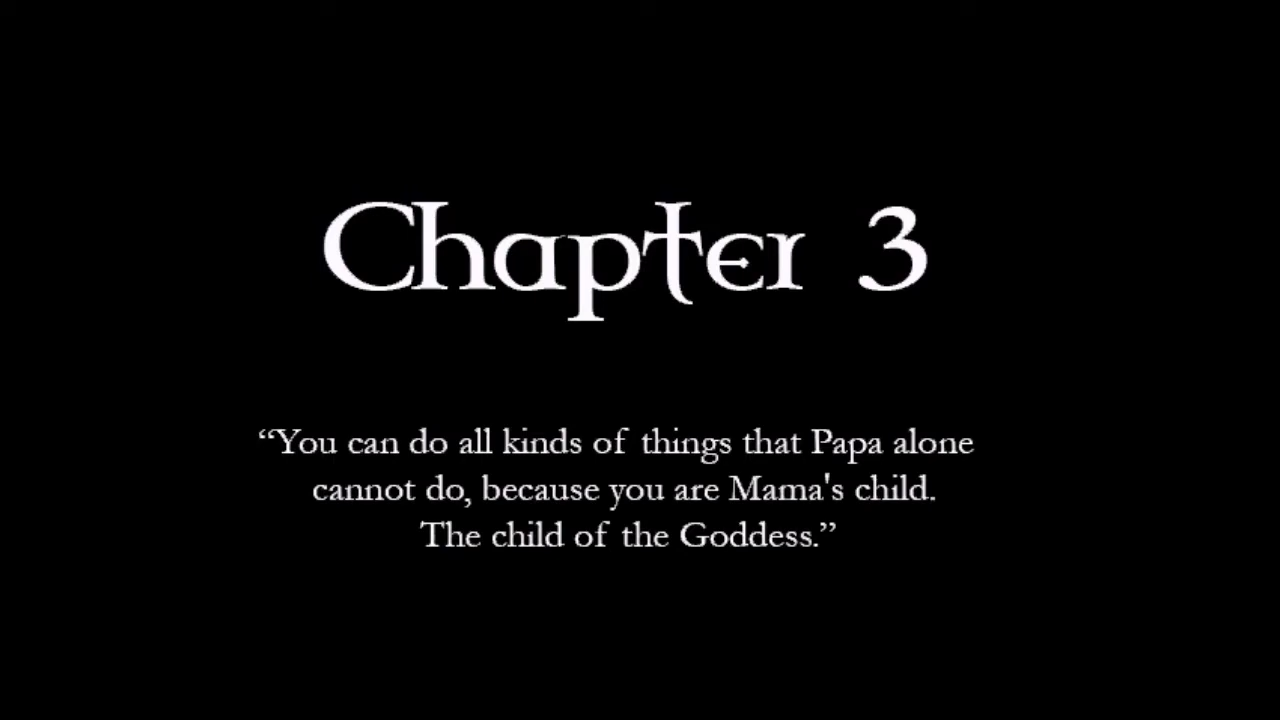 Chapter 3
“You can do all kinds of things that Papa alone
cannot do, because you are Mama's child.
The child of the Goddess.”